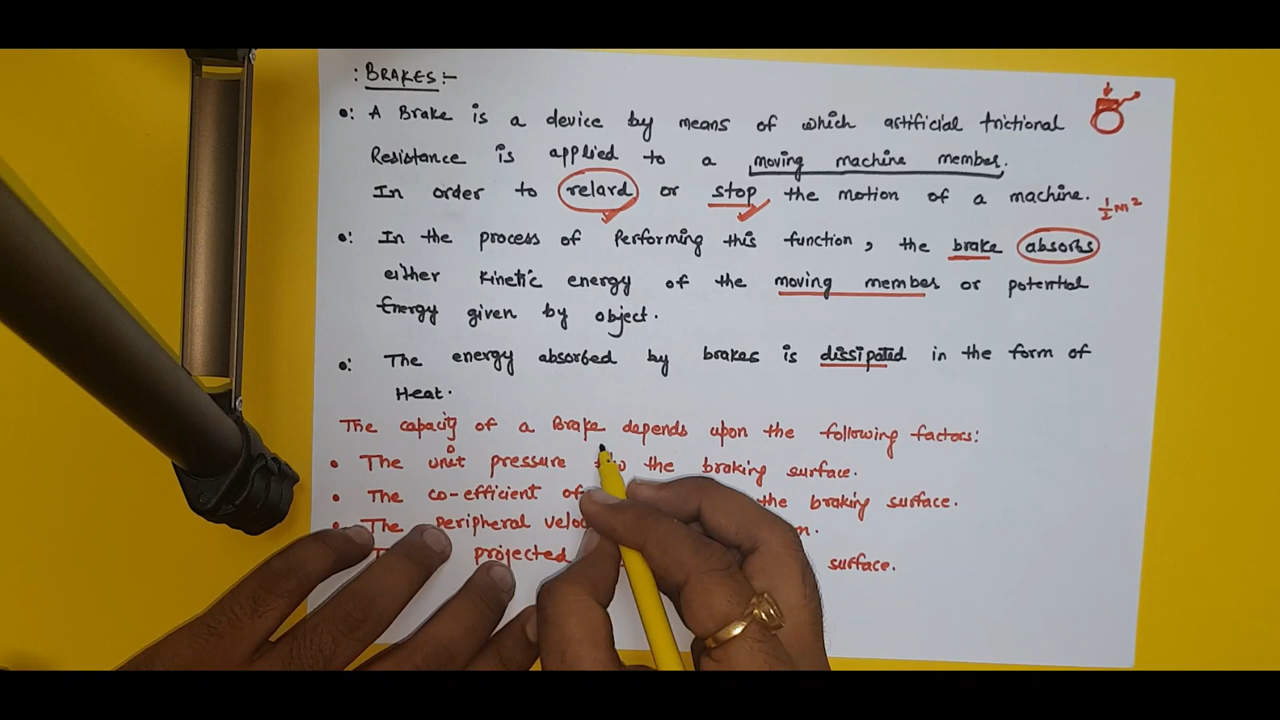 : BRAKES :-
•: A Brake is a device by means of which artificial frictional
Resistance is applied to a moving machine member.
In order to relard or stop the motion of a machine.
½mv²
•: In the process of Performing this function, the brake absorbs
either kinetic energy of the moving member or potential
Energy given by object.
•: The energy absorbed by brakes is dissipated in the form of
Heat.
The capacity of a Brake depends upon the following factors:
• The unit pressure the braking surface.
• The co-efficient of the braking surface.
• The Peripheral
projected surface.